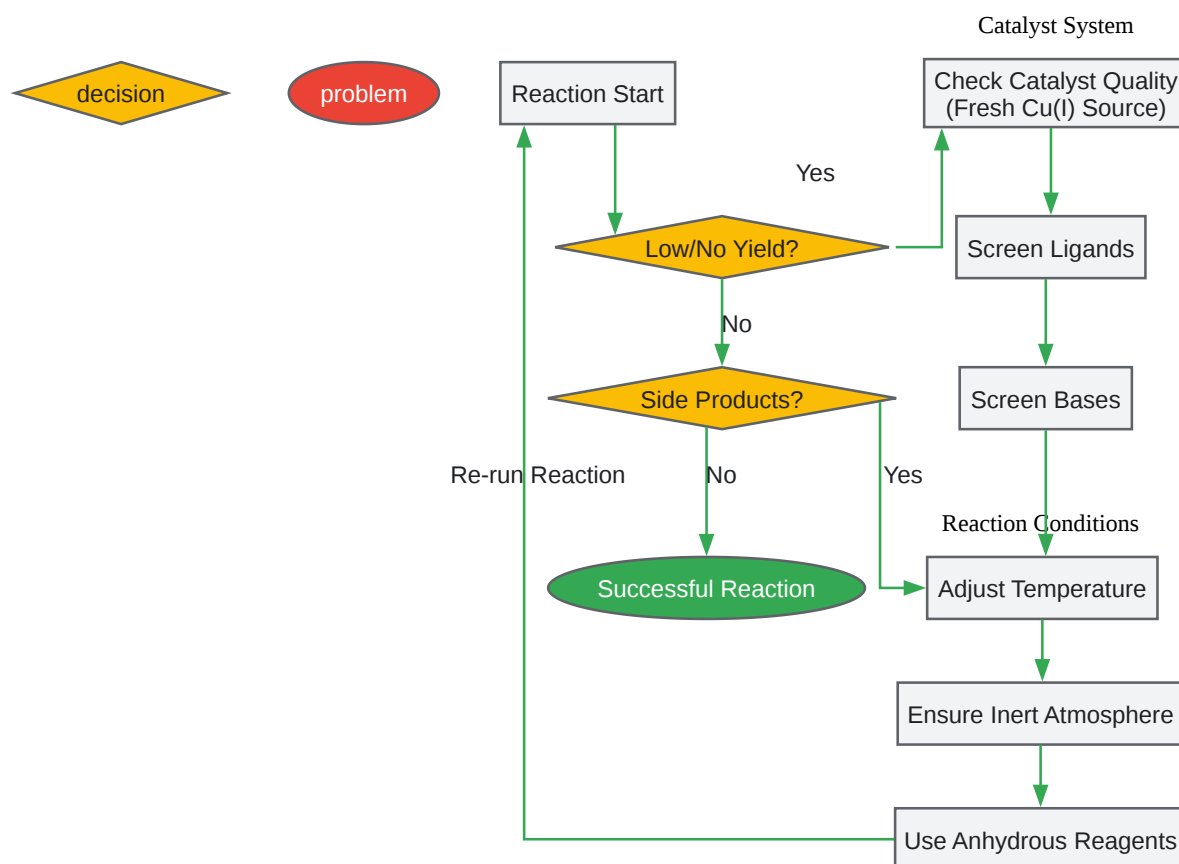 Catalyst System
decision
problem
Reaction Start
Check Catalyst Quality
(Fresh Cu(I) Source)
Yes
Low/No Yield?
Screen Ligands
No
Side Products?
Screen Bases
Re-run Reaction
No
Yes
Reaction Conditions
Successful Reaction
Adjust Temperature
Ensure Inert Atmosphere
Use Anhydrous Reagents